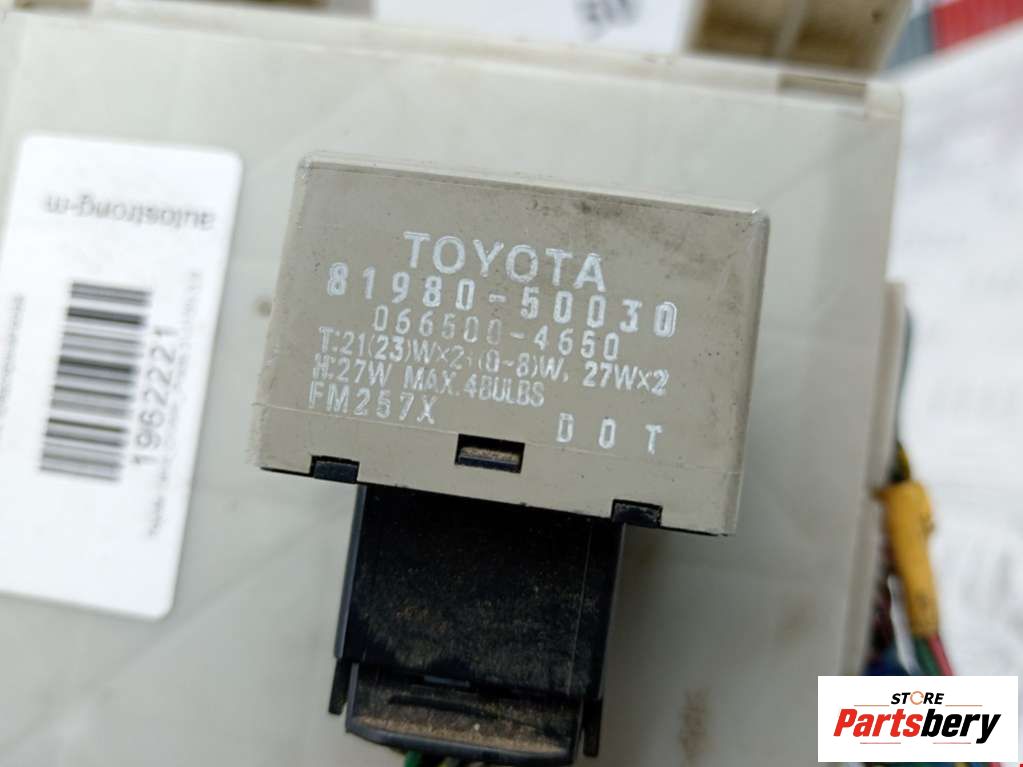 TOYOTA
81980-50030
066500-4650
T:21(23)W×2+(0~8)W, 27W×2
H:27W MAX.4BULBS
FM257X
DOT
autostrong-m
19622221
STORE
Partsbery